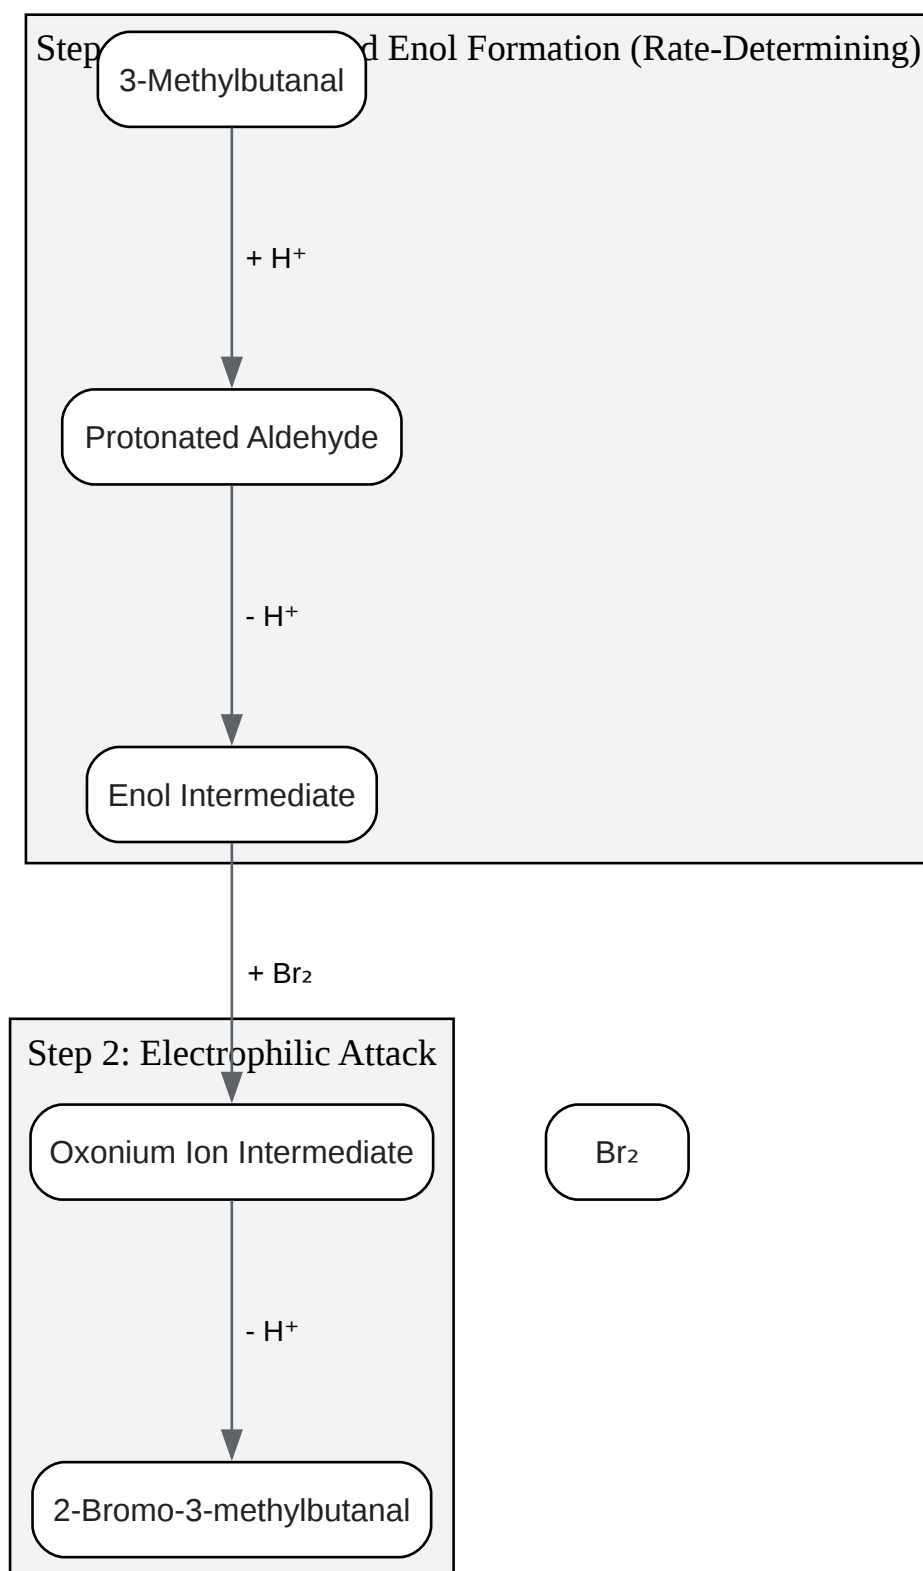 Step d Enol Formation (Rate-Determining)
3-Methylbutanal
+ H⁺
Protonated Aldehyde
- H⁺
Enol Intermediate
+ Br₂
Step 2: Electrophilic Attack
Oxonium Ion Intermediate
Br₂
- H⁺
2-Bromo-3-methylbutanal